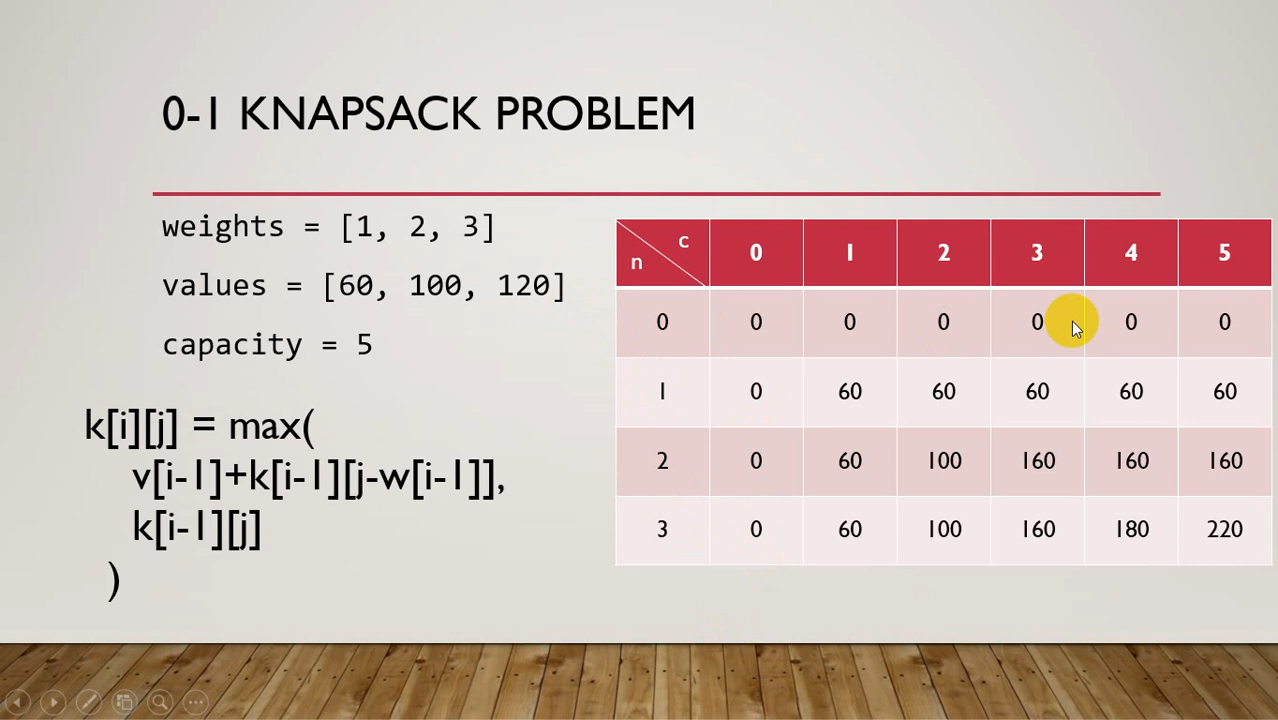 0-1 KNAPSACK PROBLEM
weights = [1, 2, 3]
values = [60, 100, 120]
capacity = 5
k[i][j] = max(
v[i-1]+k[i-1][j-w[i-1]],
k[i-1][j]
)
c
n 0 1 2 3 4 5
0 0 0 0 0 0 0
1 0 60 60 60 60 60
2 0 60 100 160 160 160
3 0 60 100 160 180 220